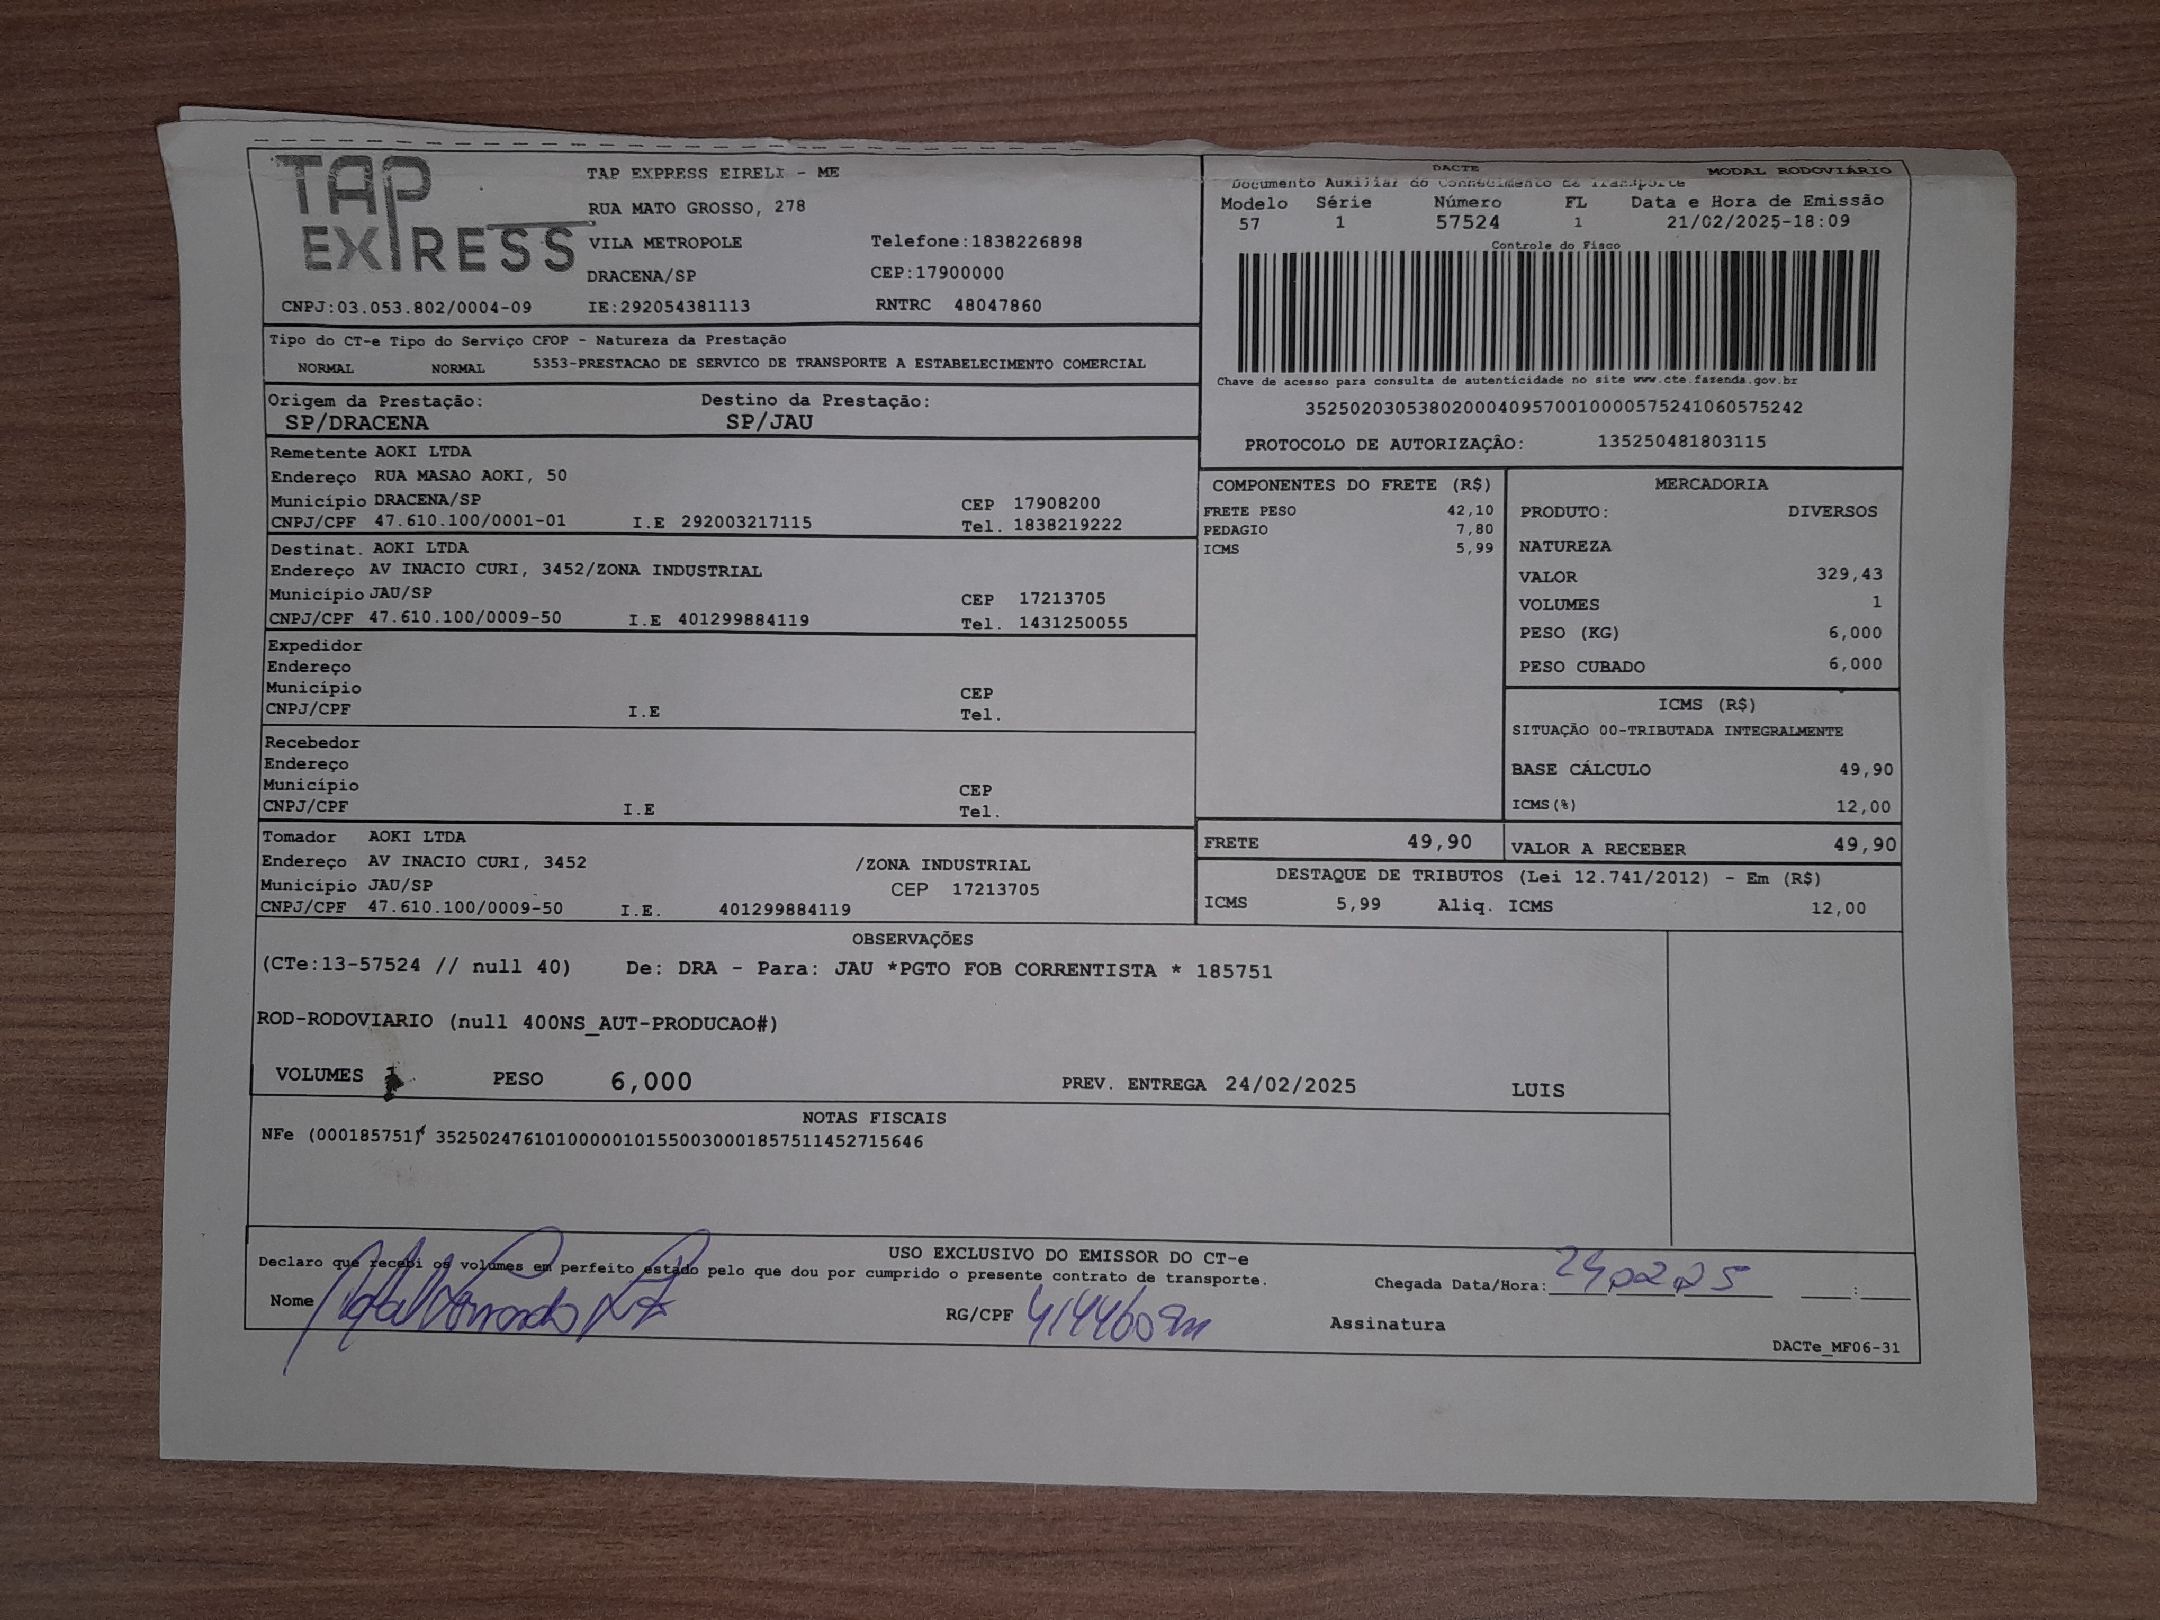 TAP EXPRESS
TAP EXPRESS EIRELI - ME
RUA MATO GROSSO, 278
VILA METROPOLE Telefone:1838226898
DRACENA/SP CEP:17900000
CNPJ:03.053.802/0004-09 IE:292054381113 RNTRC 48047860
DACTE MODAL RODOVIÁRIO
Documento Auxiliar do Conhecimento de Transporte
Modelo Série Número FL Data e Hora de Emissão
57 1 57524 1 21/02/2025-18:09
Controle do Fisco
Chave de acesso para consulta de autenticidade no site www.cte.fazenda.gov.br
35250203053802000409570010000575241060575242
PROTOCOLO DE AUTORIZAÇÂO: 135250481803115
Tipo do CT-e Tipo do Serviço CFOP - Natureza da Prestação
NORMAL NORMAL 5353-PRESTACAO DE SERVICO DE TRANSPORTE A ESTABELECIMENTO COMERCIAL
Origem da Prestação: Destino da Prestação:
SP/DRACENA SP/JAU
Remetente AOKI LTDA
Endereço RUA MASAO AOKI, 50
Município DRACENA/SP CEP 17908200
CNPJ/CPF 47.610.100/0001-01 I.E 292003217115 Tel. 1838219222
Destinat. AOKI LTDA
Endereço AV INACIO CURI, 3452/ZONA INDUSTRIAL
Município JAU/SP CEP 17213705
CNPJ/CPF 47.610.100/0009-50 I.E 401299884119 Tel. 1431250055
Expedidor
Endereço
Município CEP
CNPJ/CPF I.E Tel.
Recebedor
Endereço
Município CEP
CNPJ/CPF I.E Tel.
Tomador AOKI LTDA
Endereço AV INACIO CURI, 3452 /ZONA INDUSTRIAL
Município JAU/SP CEP 17213705
CNPJ/CPF 47.610.100/0009-50 I.E. 401299884119
COMPONENTES DO FRETE (R$)
FRETE PESO 42,10
PEDAGIO 7,80
ICMS 5,99
MERCADORIA
PRODUTO: DIVERSOS
NATUREZA
VALOR 329,43
VOLUMES 1
PESO (KG) 6,000
PESO CUBADO 6,000
ICMS (R$)
SITUAÇÃO 00-TRIBUTADA INTEGRALMENTE
BASE CÁLCULO 49,90
ICMS(%) 12,00
FRETE 49,90 VALOR A RECEBER 49,90
DESTAQUE DE TRIBUTOS (Lei 12.741/2012) - Em (R$)
ICMS 5,99 Aliq. ICMS 12,00
OBSERVAÇÕES
(CTe:13-57524 // null 40) De: DRA - Para: JAU *PGTO FOB CORRENTISTA * 185751
ROD-RODOVIARIO (null 400NS_AUT-PRODUCAO#)
VOLUMES 1 PESO 6,000 PREV. ENTREGA 24/02/2025 LUIS
NOTAS FISCAIS
NFe (000185751) 35250247610100000101550030001857511452715646
USO EXCLUSIVO DO EMISSOR DO CT-e
Declaro que recebi os volumes em perfeito estado pelo que dou por cumprido o presente contrato de transporte.
Chegada Data/Hora: 24 02 25 :
Nome RG/CPF Assinatura
DACTe_MF06-31